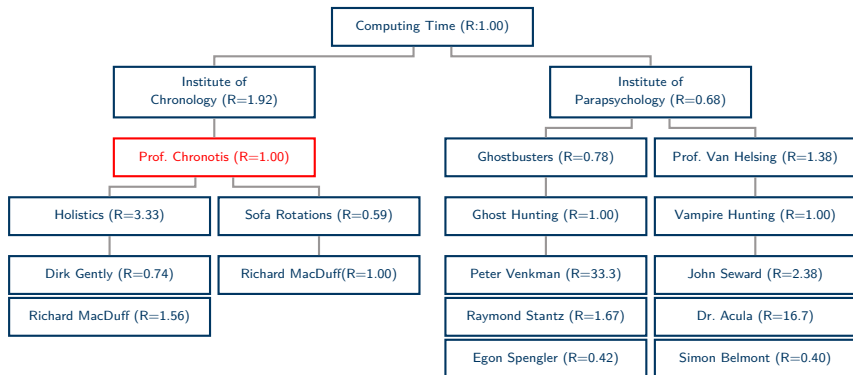 Computing Time (R:1.00)
Institute of
Chronology (R=1.92)
Institute of
Parapsychology (R=0.68)
Prof. Chronotis (R=1.00)
Ghostbusters (R=0.78)
Prof. Van Helsing (R=1.38)
Holistics (R=3.33)
Sofa Rotations (R=0.59)
Ghost Hunting (R=1.00)
Vampire Hunting (R=1.00)
Dirk Gently (R=0.74)
Richard MacDuff(R=1.00)
Peter Venkman (R=33.3)
John Seward (R=2.38)
Richard MacDuff (R=1.56)
Raymond Stantz (R=1.67)
Dr. Acula (R=16.7)
Egon Spengler (R=0.42)
Simon Belmont (R=0.40)